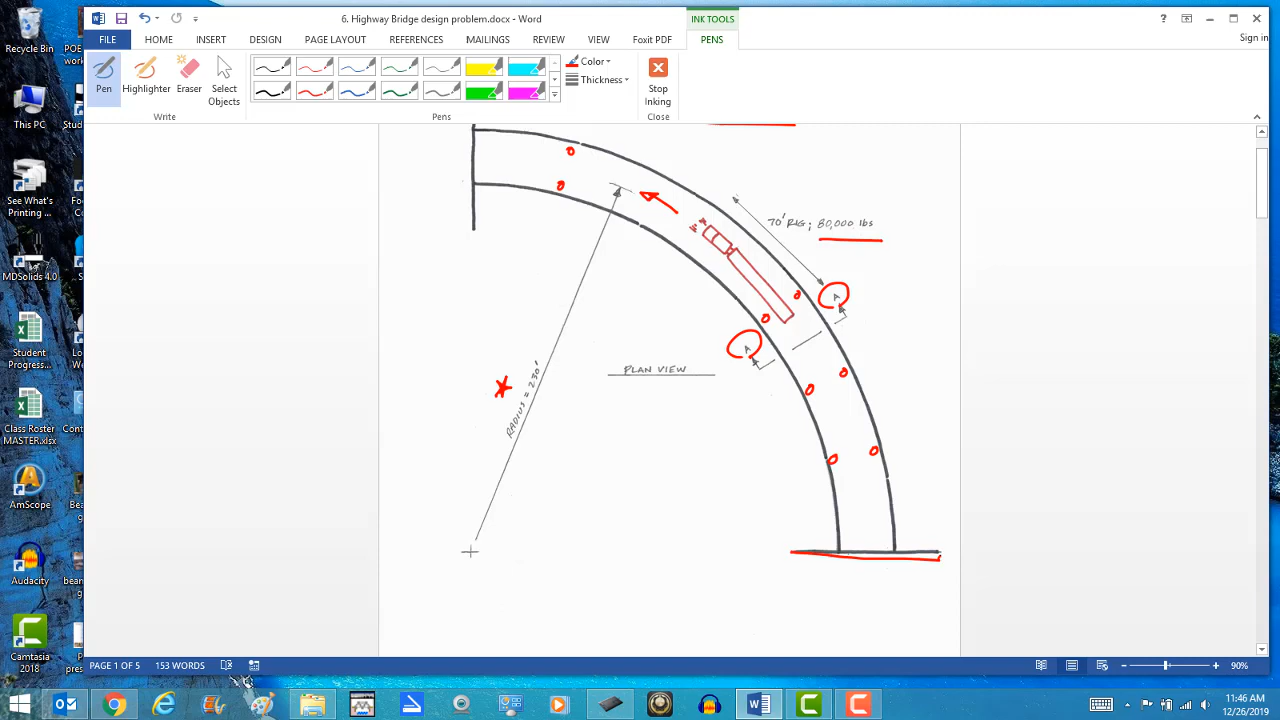 Recycle Bin
This PC
See What's
Printing ...
MDSolids 4.0
Student
Progress...
Class Roster
MASTER.xlsx
AmScope
Audacity
Camtasia
2018
6. Highway Bridge design problem.docx - Word
INK TOOLS
?
Sign in
FILE
HOME
INSERT
DESIGN
PAGE LAYOUT
REFERENCES
MAILINGS
REVIEW
VIEW
Foxit PDF
PENS
Pen
Highlighter
Eraser
Select
Objects
Color
Thickness
Stop
Inking
Write
Pens
Close
70' RIG; 80,000 lbs
A
A
RADIUS = 230'
PLAN VIEW
PAGE 1 OF 5
153 WORDS
90%
11:46 AM
12/26/2019